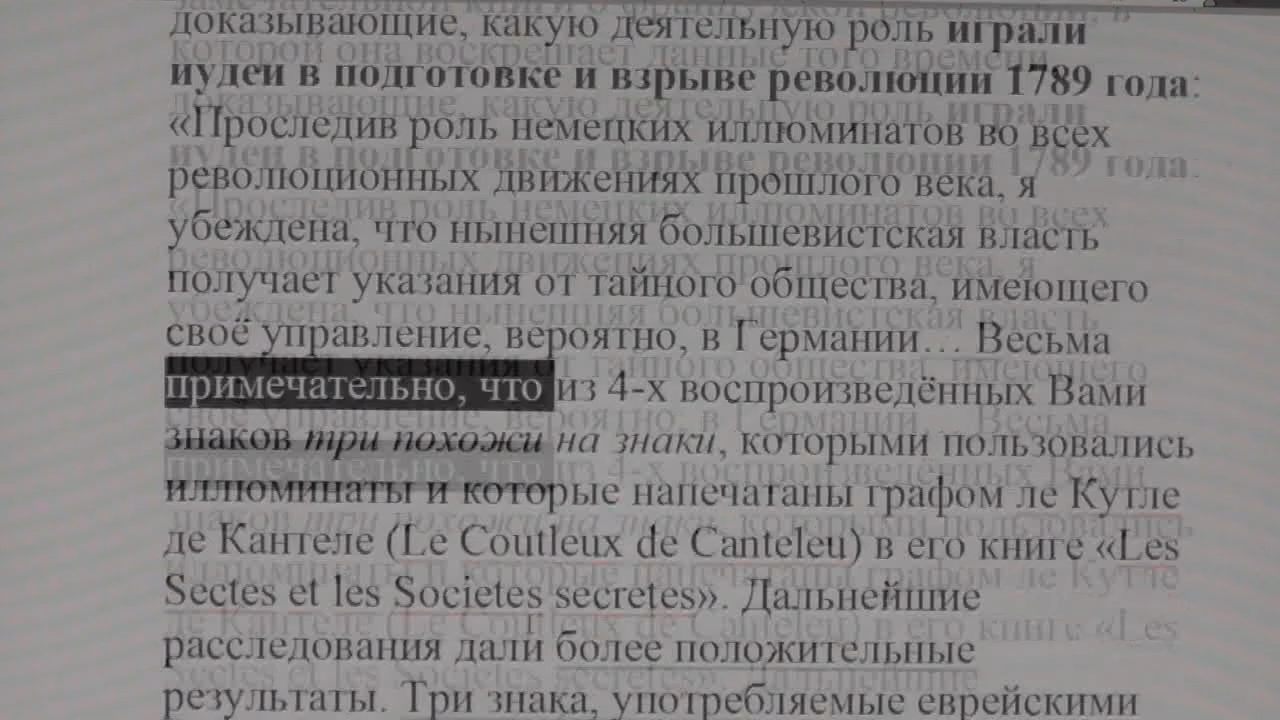 доказывающие, какую деятельную роль играли
иудеи в подготовке и взрыве революции 1789 года:
«Проследив роль немецких иллюминатов во всех
революционных движениях прошлого века, я
убеждена, что нынешняя большевистская власть
получает указания от тайного общества, имеющего
своё управление, вероятно, в Германии… Весьма
примечательно, что из 4-х воспроизведённых Вами
знаков три похожи на знаки, которыми пользовались
иллюминаты и которые напечатаны графом ле Кутле
де Кантеле (Le Coutleux de Canteleu) в его книге «Les
Sectes et les Societes secretes». Дальнейшие
расследования дали более положительные
результаты. Три знака, употребляемые еврейскими